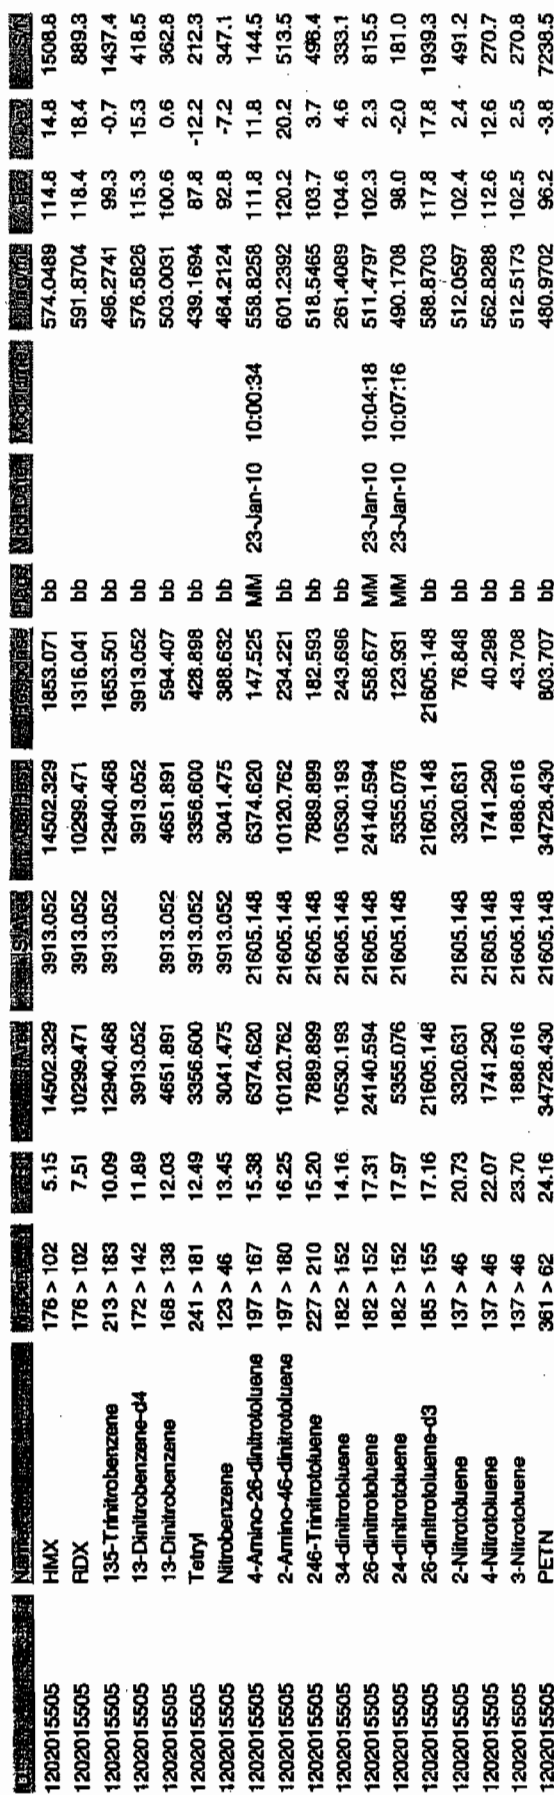 Name RT Area IS Area Response Flags Mod. Date Mod. Time ng/mL %Rec %Dev S/N
1202015505 HMX 176 > 102 5.15 14502.329 3913.052 14502.329 1853.071 bb 574.0489 114.8 14.8 1508.8
1202015505 RDX 176 > 102 7.51 10299.471 3913.052 10299.471 1316.041 bb 591.8704 118.4 18.4 889.3
1202015505 135-Trinitrobenzene 213 > 183 10.09 12940.468 3913.052 12940.468 1653.501 bb 496.2741 99.3 -0.7 1437.4
1202015505 13-Dinitrobenzene-d4 172 > 142 11.89 3913.052 3913.052 3913.052 bb 576.5826 115.3 15.3 418.5
1202015505 13-Dinitrobenzene 168 > 138 12.03 4651.891 3913.052 4651.891 594.407 bb 503.0031 100.6 0.6 362.8
1202015505 Tetryl 241 > 181 12.49 3356.600 3913.052 3356.600 428.898 bb 439.1694 87.8 -12.2 212.3
1202015505 Nitrobenzene 123 > 46 13.45 3041.475 3913.052 3041.475 388.632 bb 464.2124 92.8 -7.2 347.1
1202015505 4-Amino-26-dinitrotoluene 197 > 167 15.38 6374.620 21605.148 6374.620 147.525 MM 23-Jan-10 10:00:34 558.8258 111.8 11.8 144.5
1202015505 2-Amino-46-dinitrotoluene 197 > 180 16.25 10120.762 21605.148 10120.762 234.221 bb 601.2392 120.2 20.2 513.5
1202015505 246-Trinitrotoluene 227 > 210 15.20 7889.899 21605.148 7889.899 182.593 bb 518.5465 103.7 3.7 496.4
1202015505 34-dinitrotoluene 182 > 152 14.16 10530.193 21605.148 10530.193 243.696 bb 261.4089 104.6 4.6 333.1
1202015505 26-dinitrotoluene 182 > 152 17.31 24140.594 21605.148 24140.594 558.677 MM 23-Jan-10 10:04:18 511.4797 102.3 2.3 815.5
1202015505 24-dinitrotoluene 182 > 152 17.97 5355.076 21605.148 5355.076 123.931 MM 23-Jan-10 10:07:16 490.1708 98.0 -2.0 181.0
1202015505 26-dinitrotoluene-d3 185 > 155 17.16 21605.148 21605.148 21605.148 bb 588.8703 117.8 17.8 1939.3
1202015505 2-Nitrotoluene 137 > 46 20.73 3320.631 21605.148 3320.631 76.848 bb 512.0597 102.4 2.4 491.2
1202015505 4-Nitrotoluene 137 > 46 22.07 1741.290 21605.148 1741.290 40.298 bb 562.8288 112.6 12.6 270.7
1202015505 3-Nitrotoluene 137 > 46 23.70 1888.616 21605.148 1888.616 43.708 bb 512.5173 102.5 2.5 270.8
1202015505 PETN 361 > 62 24.16 34728.430 21605.148 34728.430 803.707 bb 480.9702 96.2 -3.8 7238.5